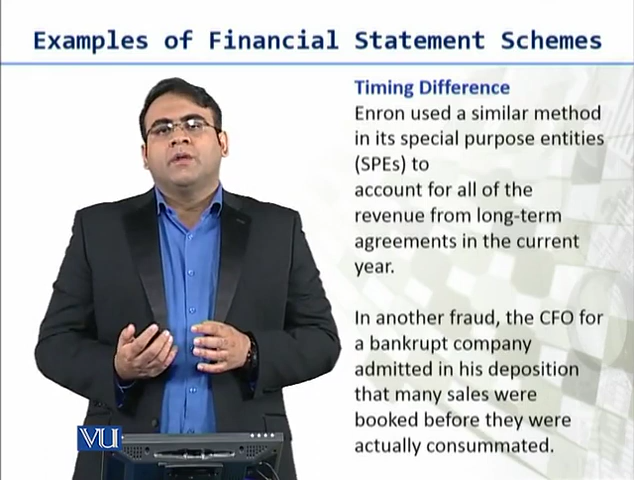 Examples of Financial Statement Schemes
Timing Difference
Enron used a similar method
in its special purpose entities
(SPEs) to
account for all of the
revenue from long-term
agreements in the current
year.
In another fraud, the CFO for
a bankrupt company
admitted in his deposition
that many sales were
booked before they were
actually consummated.
VU